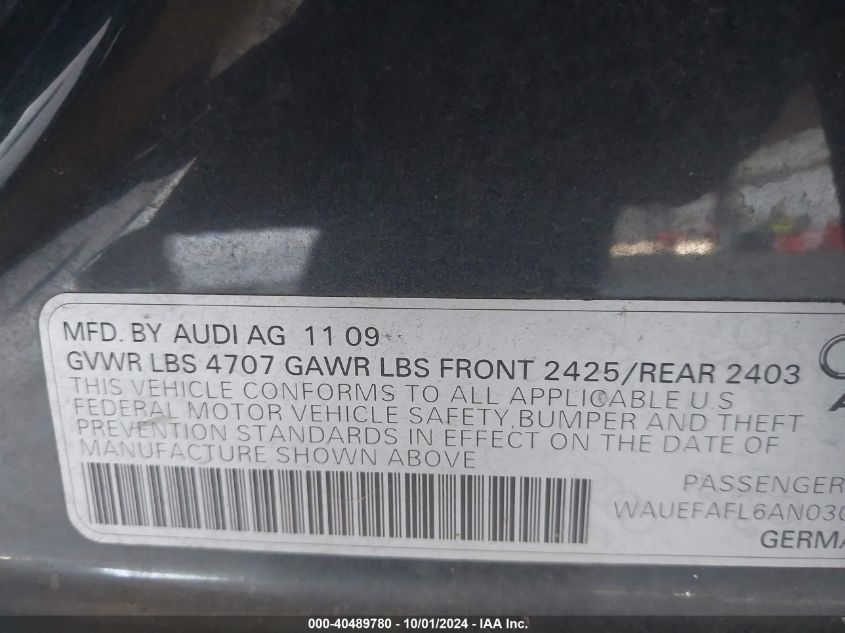 MFD. BY AUDI AG 11 09
GVWR LBS 4707 GAWR LBS FRONT 2425/REAR 2403
THIS VEHICLE CONFORMS TO ALL APPLICABLE U.S
FEDERAL MOTOR VEHICLE SAFETY, BUMPER AND THEFT
PREVENTION STANDARDS IN EFFECT ON THE DATE OF
MANUFACTURE SHOWN ABOVE
PASSENGER
WAUEFAFL6AN030
GERMA
000-40489780 - 10/01/2024 - IAA Inc.